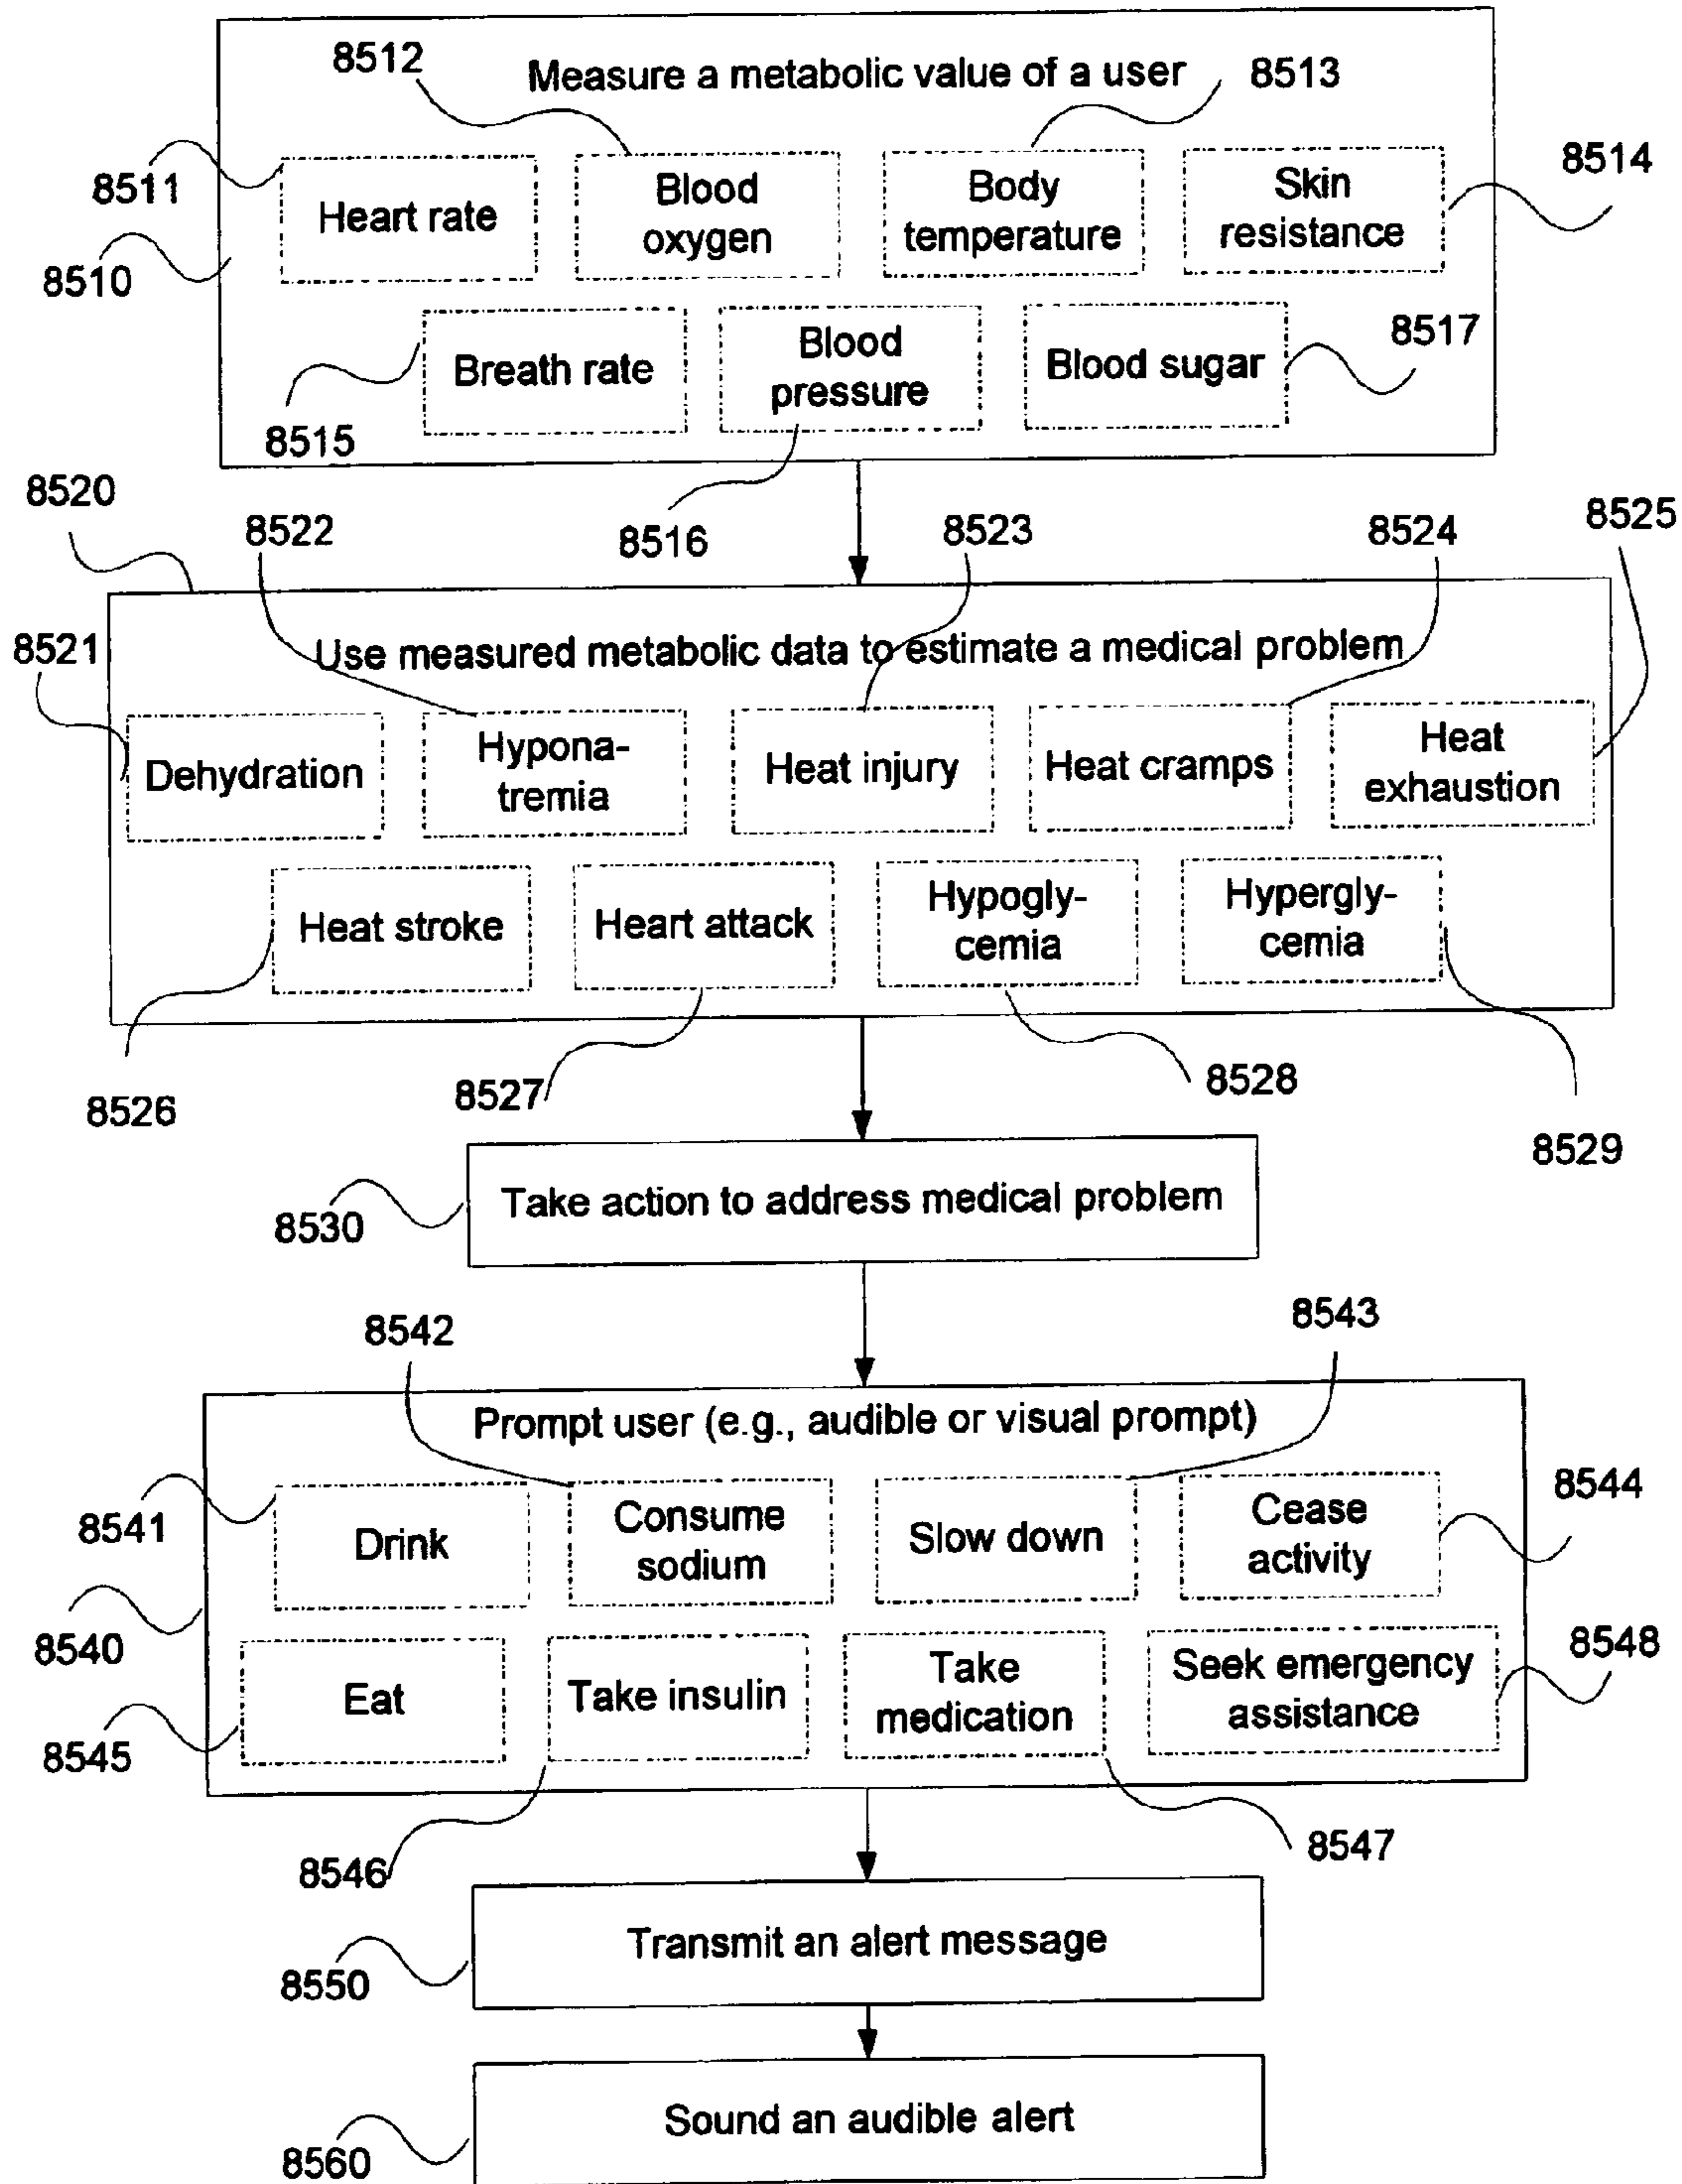 8512
Measure a metabolic value of a user
8513
8511
Heart rate
Blood
oxygen
Body
temperature
Skin
resistance
8514
8510
8515
Breath rate
Blood
pressure
Blood sugar
8517
8516
8520
8522
8523
8524
8525
8521
Use measured metabolic data to estimate a medical problem
Dehydration
Hypona-
tremia
Heat injury
Heat cramps
Heat
exhaustion
Heat stroke
Heart attack
Hypogly-
cemia
Hypergly-
cemia
8526
8527
8528
8529
8530
Take action to address medical problem
8542
8543
Prompt user (e.g., audible or visual prompt)
8541
Drink
Consume
sodium
Slow down
Cease
activity
8544
8540
8545
Eat
Take insulin
Take
medication
Seek emergency
assistance
8548
8546
8547
8550
Transmit an alert message
8560
Sound an audible alert